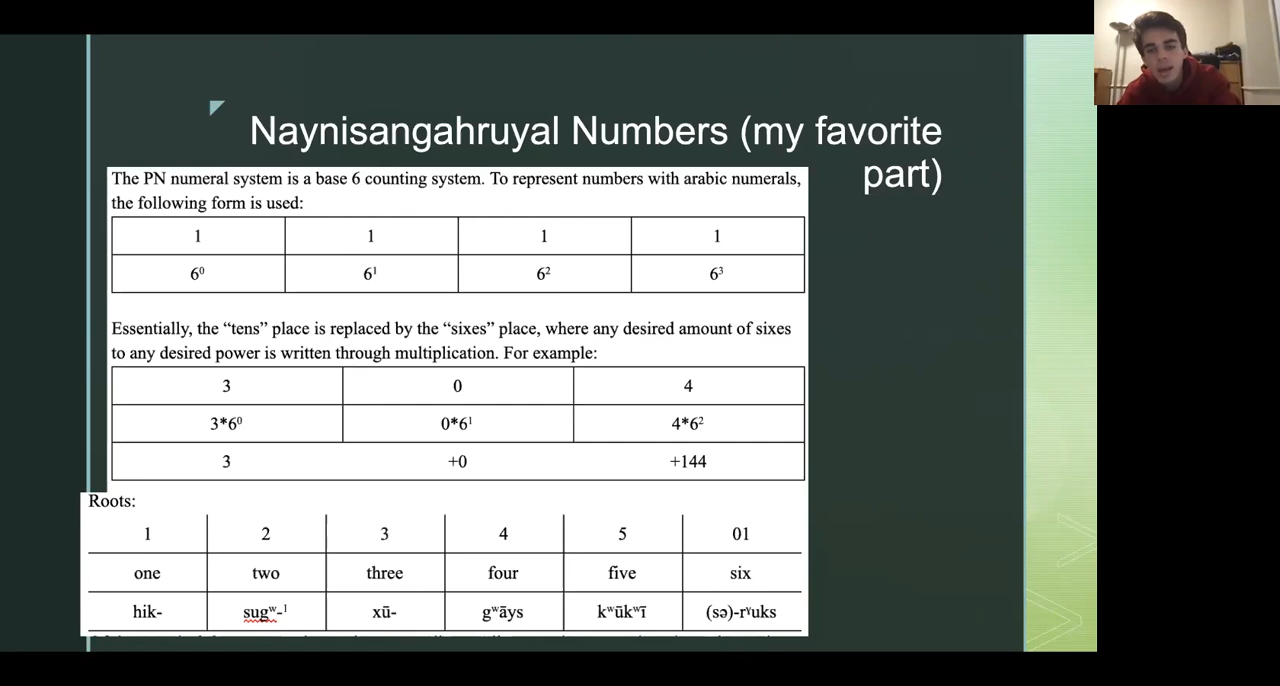 Naynisangahruyal Numbers (my favorite
part)
The PN numeral system is a base 6 counting system. To represent numbers with arabic numerals,
the following form is used:
1 1 1 1
6⁰ 6¹ 6² 6³
Essentially, the “tens” place is replaced by the “sixes” place, where any desired amount of sixes
to any desired power is written through multiplication. For example:
3 0 4
3*6⁰ 0*6¹ 4*6²
3 +0 +144
Roots:
1 2 3 4 5 01
one two three four five six
hik- sugʷ-¹ xū- gʷāys kʷūkʷī (sə)-rˠuks